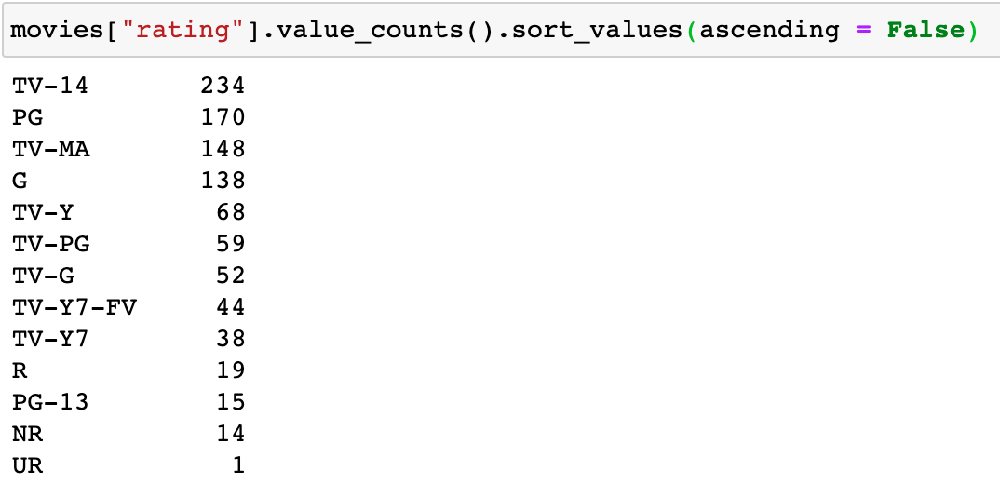 movies["rating"].value_counts().sort_values(ascending = False)
TV-14 234
PG 170
TV-MA 148
G 138
TV-Y 68
TV-PG 59
TV-G 52
TV-Y7-FV 44
TV-Y7 38
R 19
PG-13 15
NR 14
UR 1